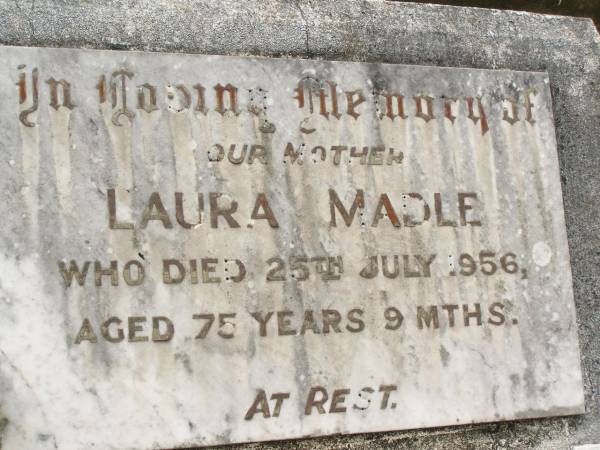 In Loving Memory of
OUR MOTHER
LAURA MADLE
WHO DIED 25TH JULY 1956,
AGED 75 YEARS 9 MTHS.
AT REST.